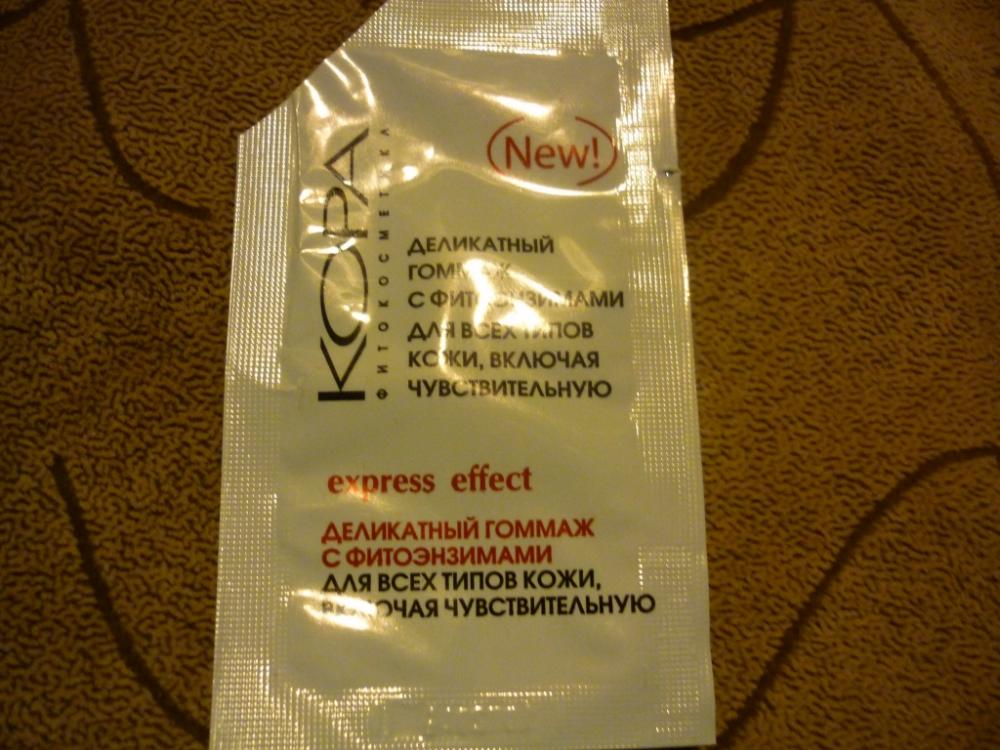 КОРА
ФИТОКОСМЕТИКА
New!
ДЕЛИКАТНЫЙ
ГОММАЖ
С ФИТОЭНЗИМАМИ
ДЛЯ ВСЕХ ТИПОВ
КОЖИ, ВКЛЮЧАЯ
ЧУВСТВИТЕЛЬНУЮ
express effect
ДЕЛИКАТНЫЙ ГОММАЖ
С ФИТОЭНЗИМАМИ
ДЛЯ ВСЕХ ТИПОВ КОЖИ,
ВКЛЮЧАЯ ЧУВСТВИТЕЛЬНУЮ